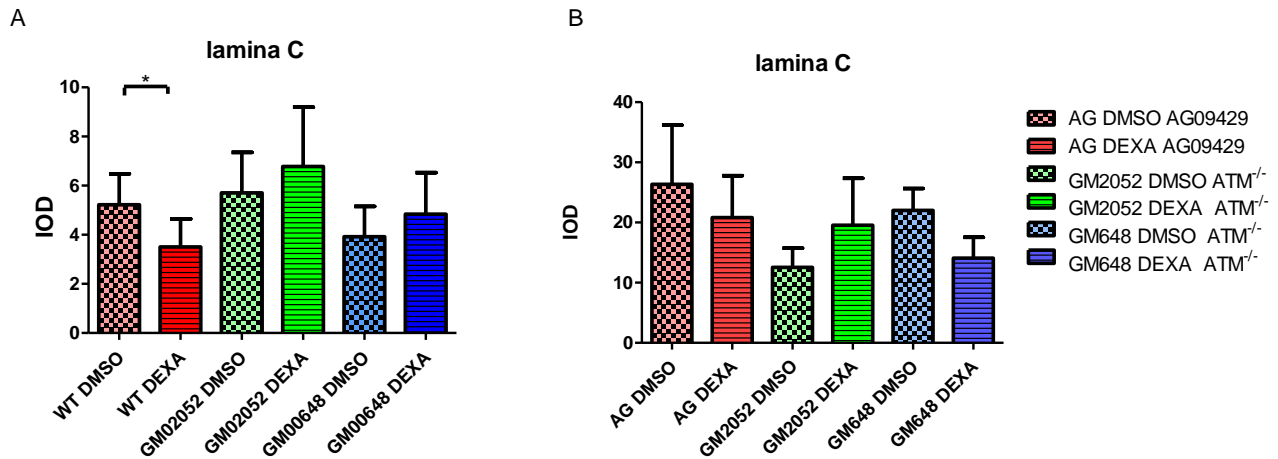 A
lamina C
*
10
8
6
4
2
0
IOD
WT DMSO
WT DEXA
GM02052 DMSO
GM02052 DEXA
GM00648 DMSO
GM00648 DEXA
B
lamina C
40
30
20
10
0
IOD
AG DMSO
AG DEXA
GM2052 DMSO
GM2052 DEXA
GM648 DMSO
GM648 DEXA
AG DMSO AG09429
AG DEXA AG09429
GM2052 DMSO ATM-/-
GM2052 DEXA ATM-/-
GM648 DMSO ATM-/-
GM648 DEXA ATM-/-